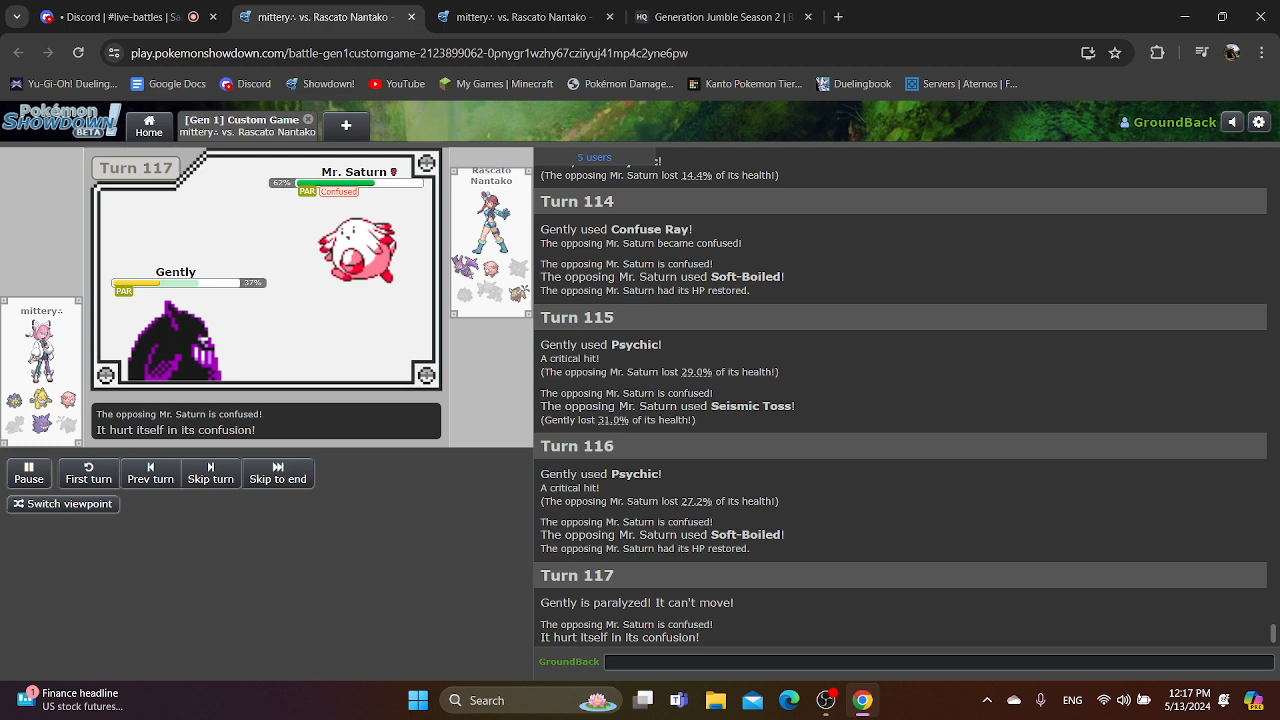 Discord | #live-battles | Sa
mittery∴ vs. Rascato Nantako -
mittery∴ vs. Rascato Nantako -
HQ Generation Jumble Season 2 | B
play.pokemonshowdown.com/battle-gen1customgame-2123899062-0pnygr1wzhy67cziiyuj41mp4c2yne6pw
Yu-Gi-Oh! Dueling...
Google Docs
Discord
Showdown!
YouTube
My Games | Minecraft
Pokémon Damage...
Kanto Pokémon Tier...
Duelingbook
Servers | Aternos | F...
Pokémon
Showdown!
BETA
Home
[Gen 1] Custom Game
mittery∴ vs. Rascato Nantako
GroundBack
Turn 117
Mr. Saturn
62%
PAR Confused
Gently
37%
PAR
mittery∴
Rascato
Nantako
The opposing Mr. Saturn is confused!
It hurt itself in its confusion!
Pause
First turn
Prev turn
Skip turn
Skip to end
Switch viewpoint
5 users
(The opposing Mr. Saturn lost 14.4% of its health!)
Turn 114
Gently used Confuse Ray!
The opposing Mr. Saturn became confused!
The opposing Mr. Saturn is confused!
The opposing Mr. Saturn used Soft-Boiled!
The opposing Mr. Saturn had its HP restored.
Turn 115
Gently used Psychic!
A critical hit!
(The opposing Mr. Saturn lost 29.0% of its health!)
The opposing Mr. Saturn is confused!
The opposing Mr. Saturn used Seismic Toss!
(Gently lost 31.0% of its health!)
Turn 116
Gently used Psychic!
A critical hit!
(The opposing Mr. Saturn lost 27.2% of its health!)
The opposing Mr. Saturn is confused!
The opposing Mr. Saturn used Soft-Boiled!
The opposing Mr. Saturn had its HP restored.
Turn 117
Gently is paralyzed! It can't move!
The opposing Mr. Saturn is confused!
It hurt itself in its confusion!
GroundBack
1
Finance headline
US stock futures...
Search
ENG
12:17 PM
5/13/2024
PRE